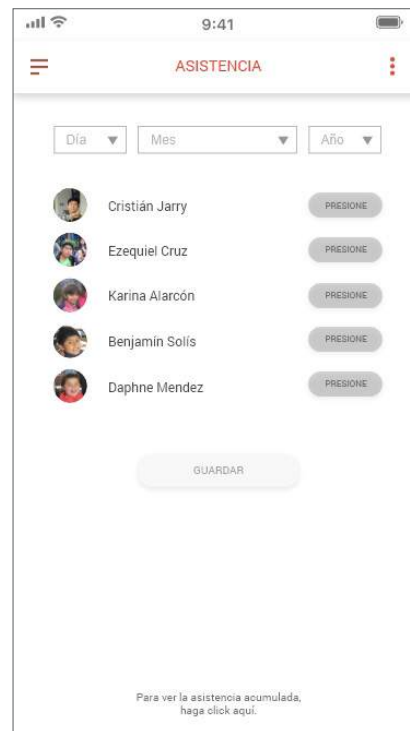 9:41
ASISTENCIA
Día Mes Año
Cristián Jarry PRESIONE
Ezequiel Cruz PRESIONE
Karina Alarcón PRESIONE
Benjamín Solís PRESIONE
Daphne Mendez PRESIONE
GUARDAR
Para ver la asistencia acumulada,
haga click aquí.